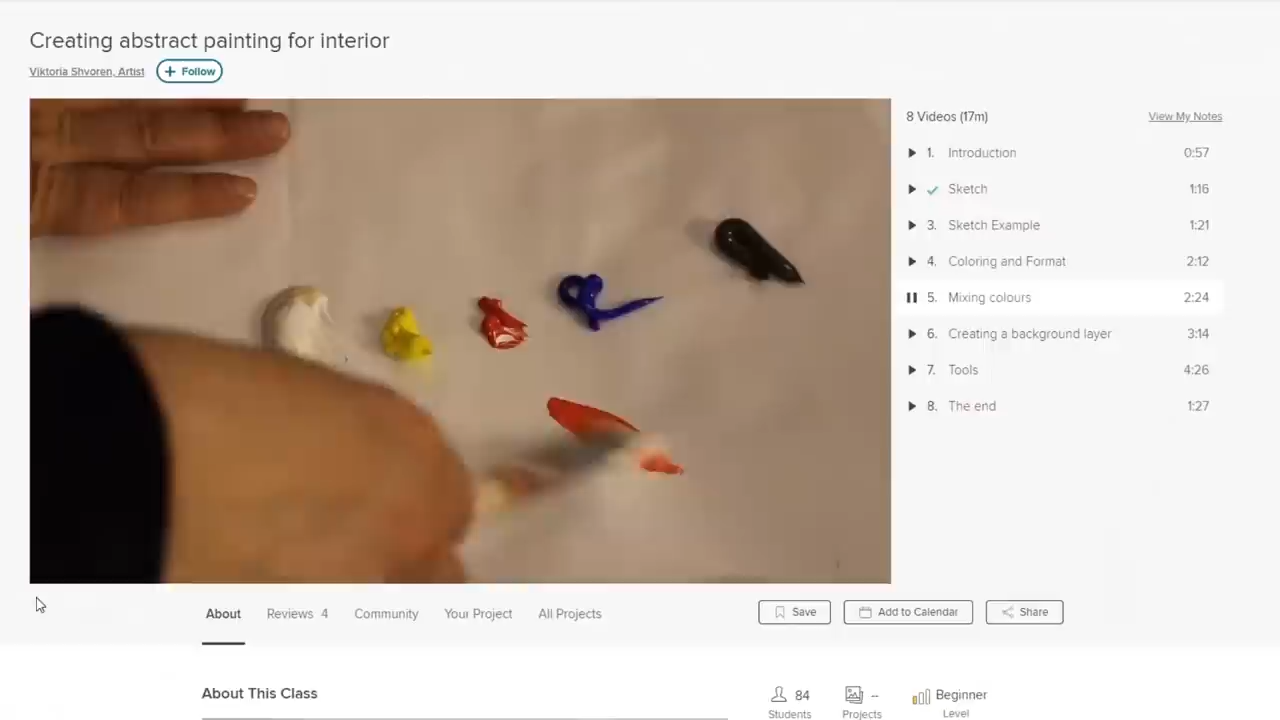 Creating abstract painting for interior
Viktoria Shvoren, Artist + Follow
8 Videos (17m) View My Notes
1. Introduction 0:57
Sketch 1:16
3. Sketch Example 1:21
4. Coloring and Format 2:12
5. Mixing colours 2:24
6. Creating a background layer 3:14
7. Tools 4:26
8. The end 1:27
About Reviews 4 Community Your Project All Projects Save Add to Calendar Share
About This Class
84 -- Beginner
Students Projects Level